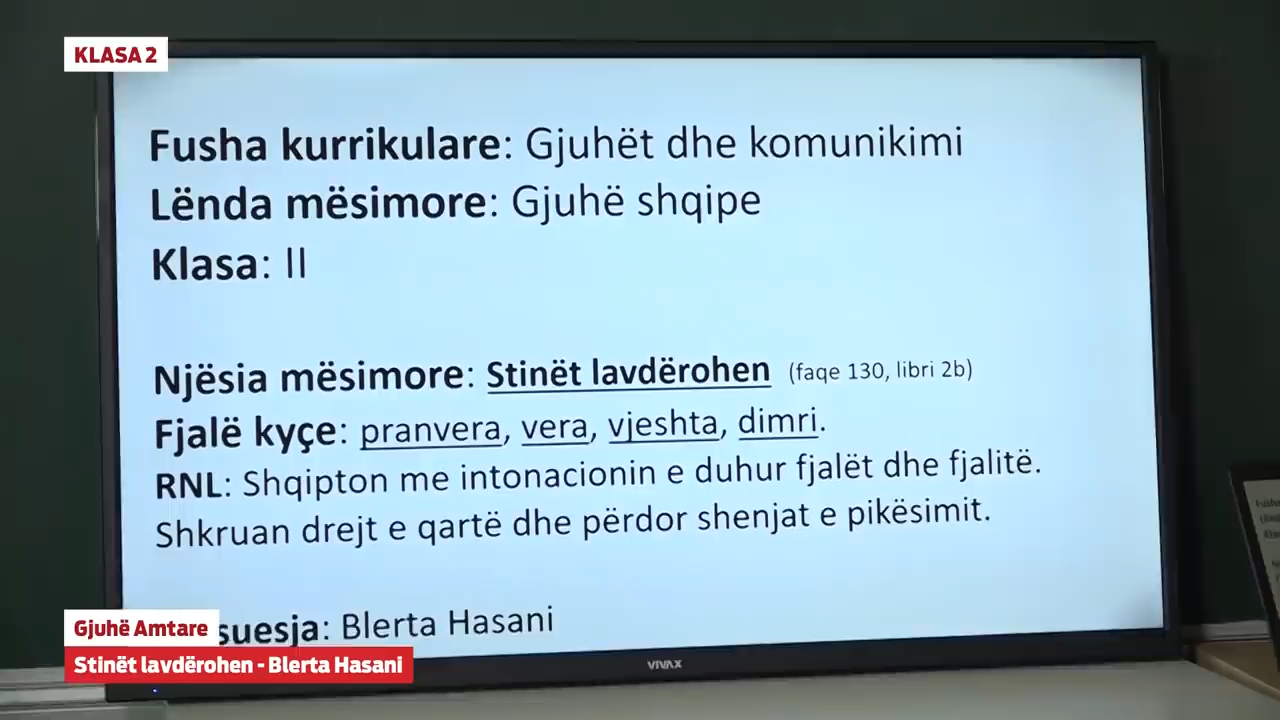 KLASA 2
Fusha kurrikulare: Gjuhët dhe komunikimi
Lënda mësimore: Gjuhë shqipe
Klasa: II
Njësia mësimore: Stinët lavdërohen (faqe 130, libri 2b)
Fjalë kyçe: pranvera, vera, vjeshta, dimri.
RNL: Shqipton me intonacionin e duhur fjalët dhe fjalitë.
Shkruan drejt e qartë dhe përdor shenjat e pikësimit.
suesja: Blerta Hasani
Gjuhë Amtare
Stinët lavdërohen - Blerta Hasani
VIVAX